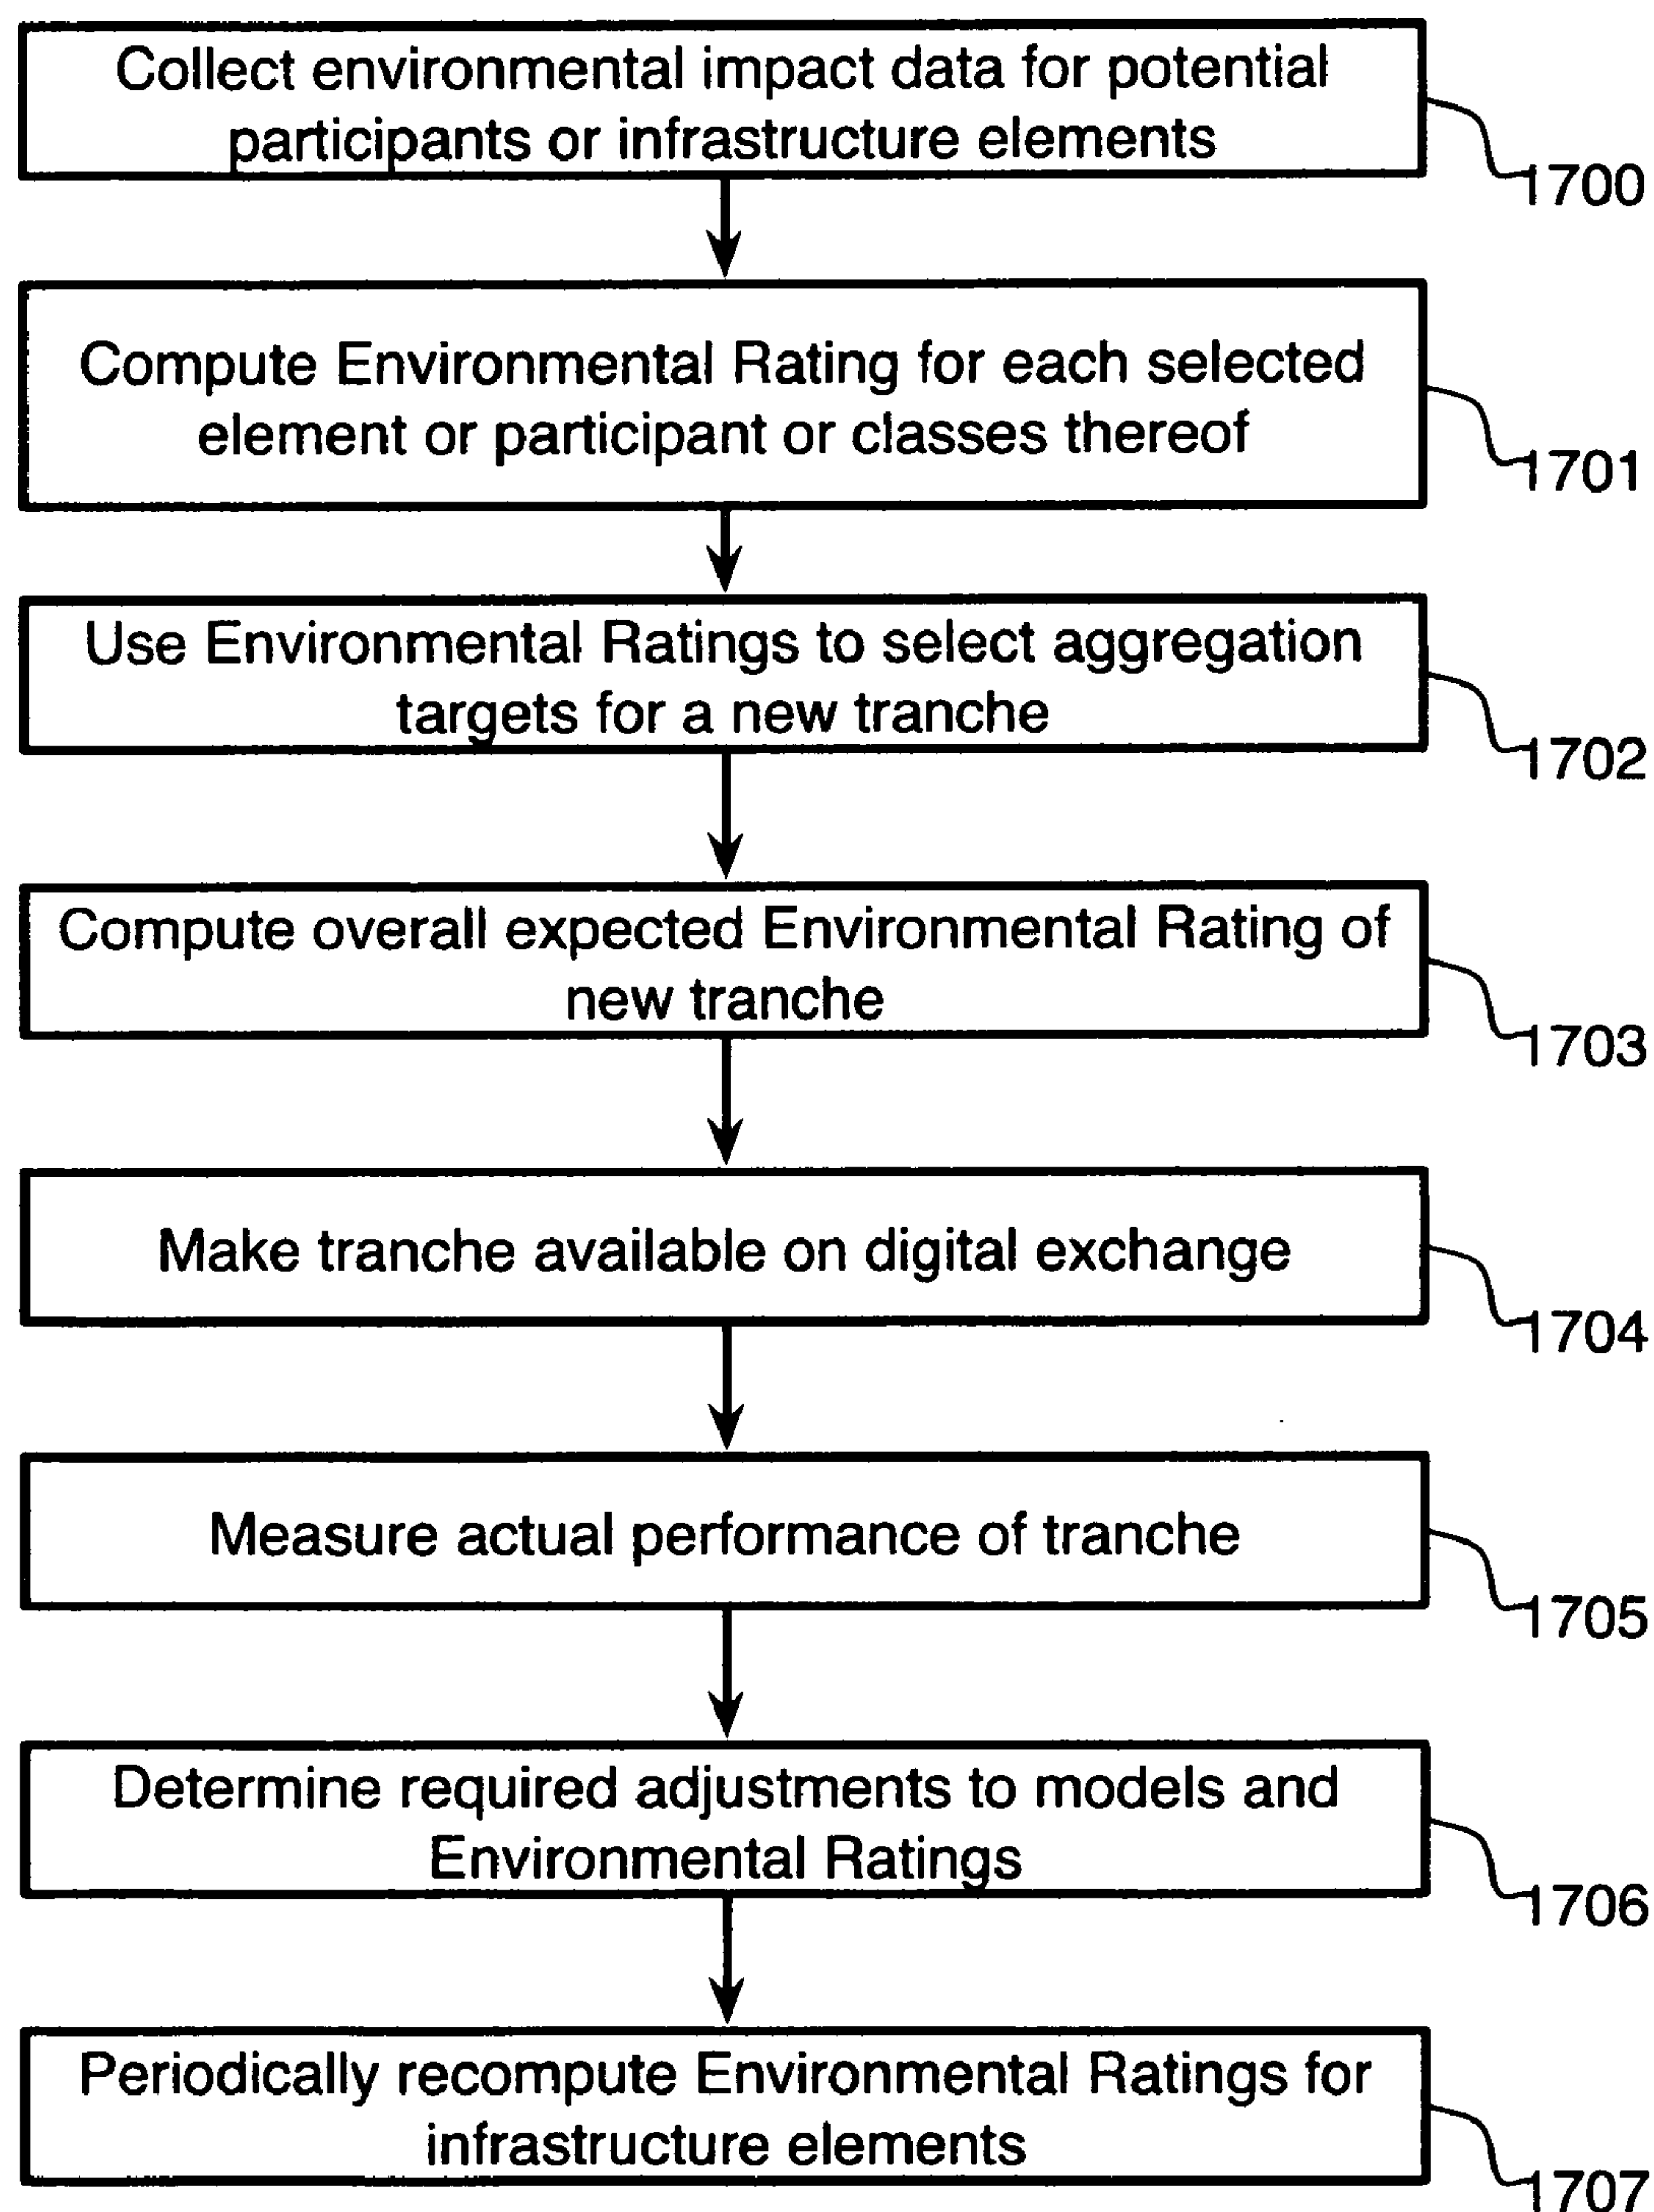 Collect environmental impact data for potential
participants or infrastructure elements
1700
Compute Environmental Rating for each selected
element or participant or classes thereof
1701
Use Environmental Ratings to select aggregation
targets for a new tranche
1702
Compute overall expected Environmental Rating of
new tranche
1703
Make tranche available on digital exchange
1704
Measure actual performance of tranche
1705
Determine required adjustments to models and
Environmental Ratings
1706
Periodically recompute Environmental Ratings for
infrastructure elements
1707